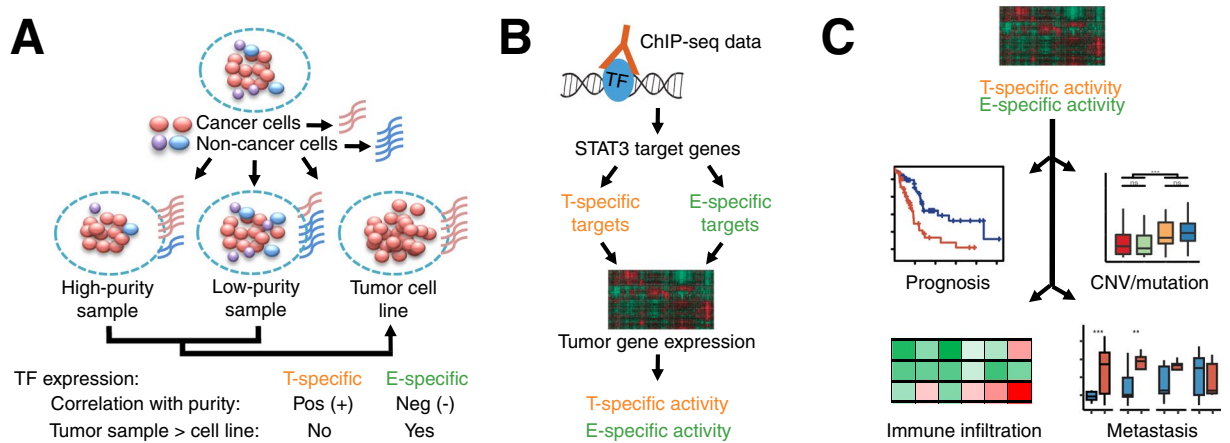 A
Cancer cells
Non-cancer cells
High-purity
sample
Low-purity
sample
Tumor cell
line
TF expression: T-specific E-specific
Correlation with purity: Pos (+) Neg (-)
Tumor sample > cell line: No Yes
B
ChIP-seq data
TF
STAT3 target genes
T-specific
targets
E-specific
targets
Tumor gene expression
T-specific activity
E-specific activity
C
T-specific activity
E-specific activity
Prognosis
***
ns ns
CNV/mutation
Immune infiltration
*** **
Metastasis